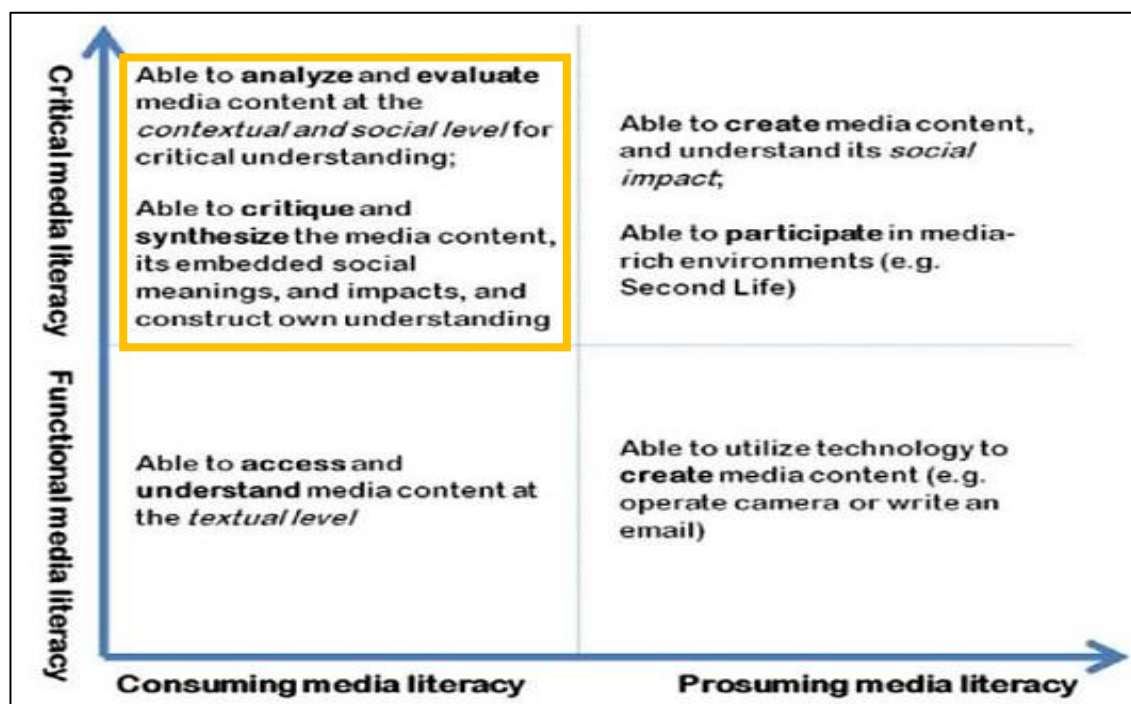 Critical media literacy
Able to analyze and evaluate
media content at the
contextual and social level for
critical understanding;
Able to critique and
synthesize the media content,
its embedded social
meanings, and impacts, and
construct own understanding
Able to create media content,
and understand its social
impact;
Able to participate in media-
rich environments (e.g.
Second Life)
Functional media literacy
Able to access and
understand media content at
the textual level
Able to utilize technology to
create media content (e.g.
operate camera or write an
email)
Consuming media literacy
Prosuming media literacy